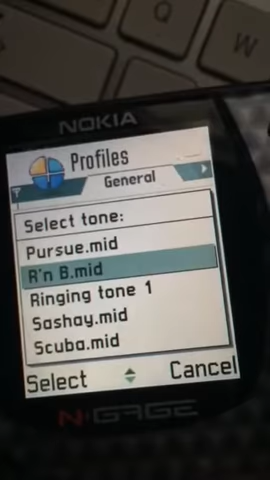 Q
W
NOKIA
Profiles
General
Select tone:
Pursue.mid
R'n B.mid
Ringing tone 1
Sashay.mid
Scuba.mid
Select
Cancel
N·GAGE